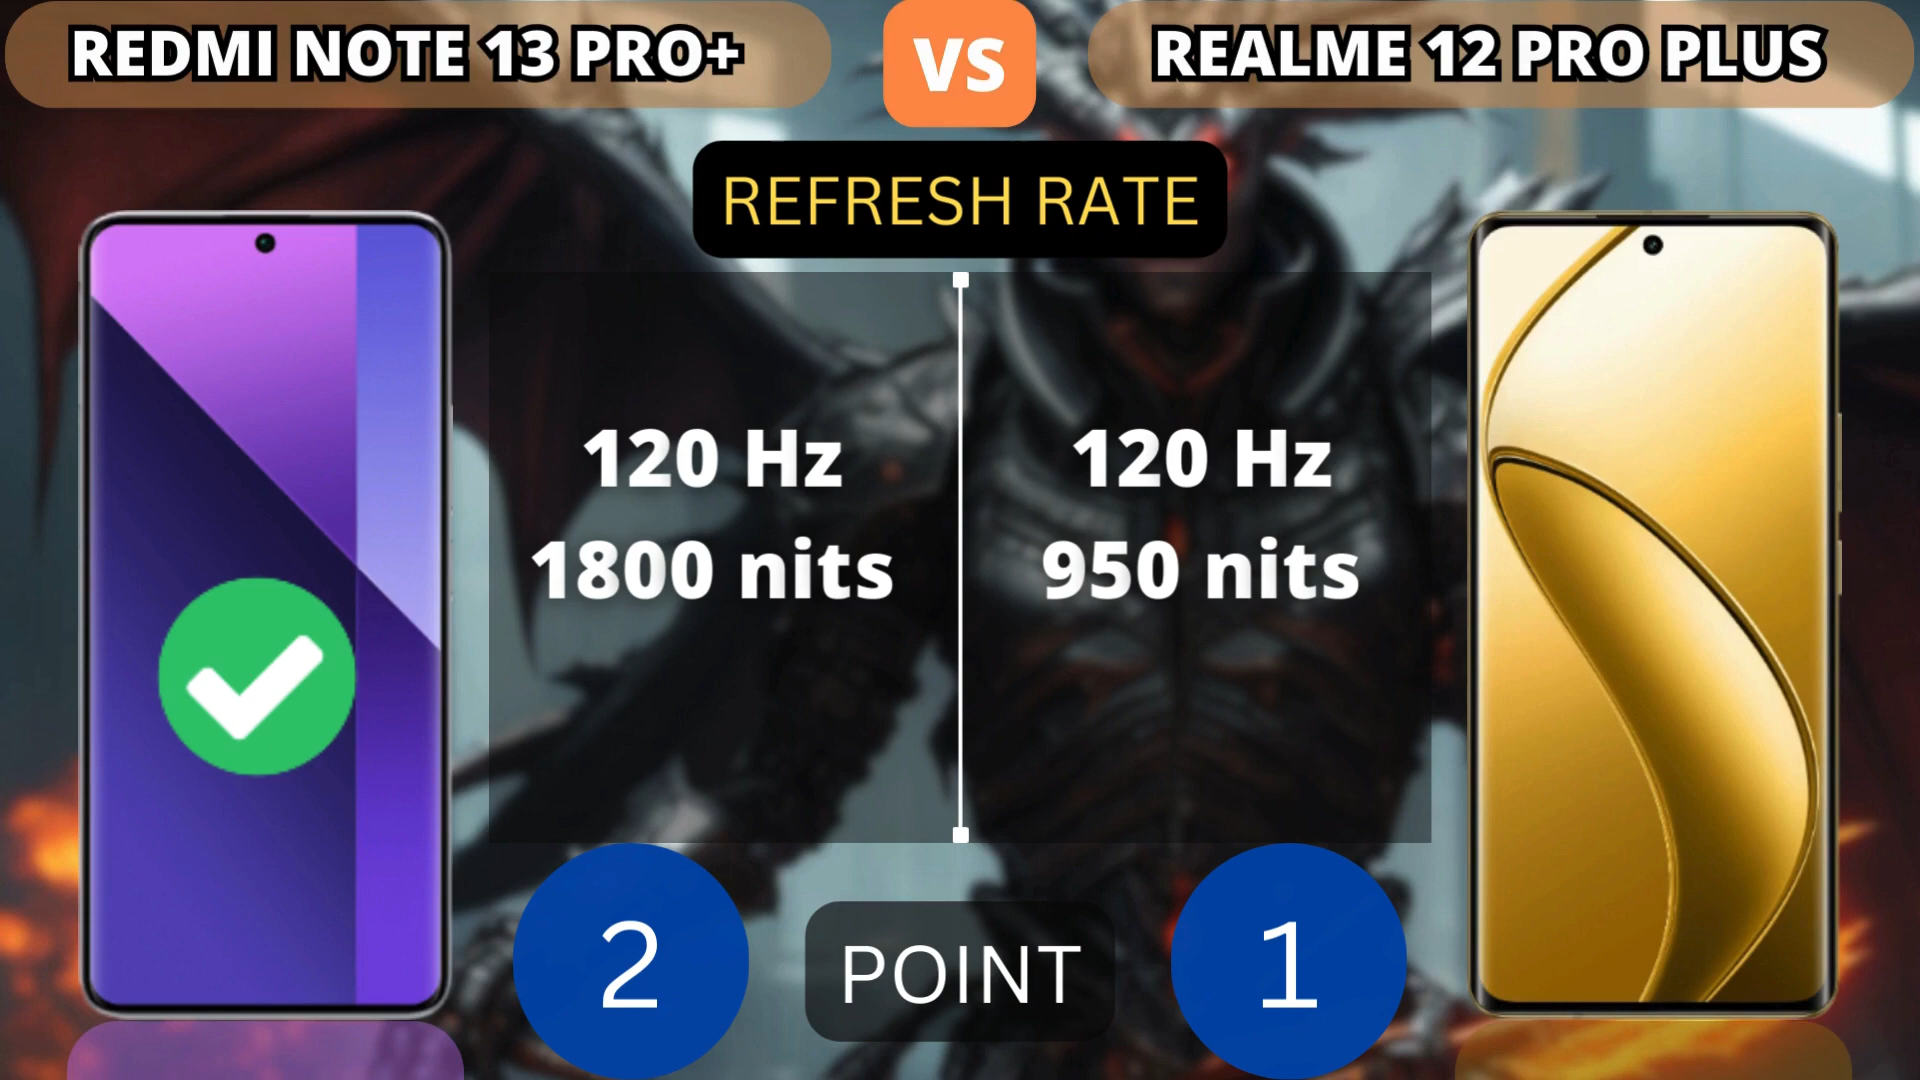 REDMI NOTE 13 PRO+
VS
REALME 12 PRO PLUS
REFRESH RATE
120 Hz
1800 nits
120 Hz
950 nits
2
POINT
1